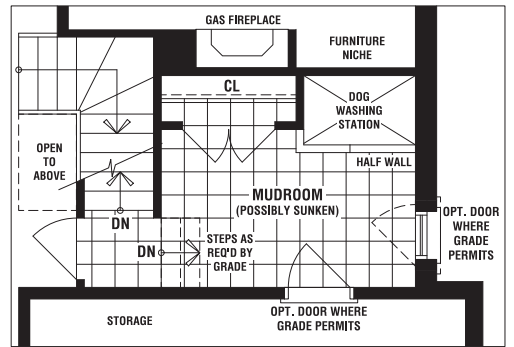 GAS FIREPLACE
FURNITURE
NICHE
CL
DOG
WASHING
STATION
OPEN
TO
ABOVE
HALF WALL
MUDROOM
(POSSIBLY SUNKEN)
DN
DN
STEPS AS
REQ'D BY
GRADE
OPT. DOOR
WHERE
GRADE
PERMITS
STORAGE
OPT. DOOR WHERE
GRADE PERMITS